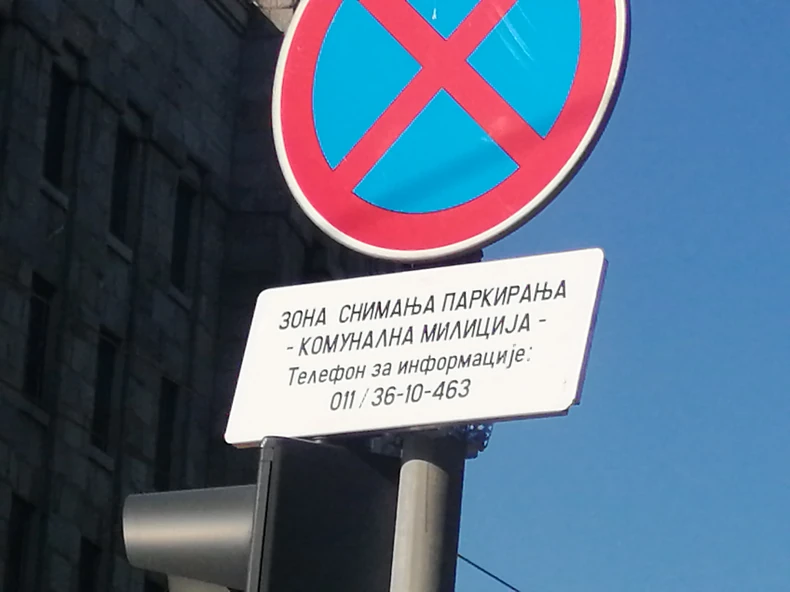 ЗОНА СНИМАЊА ПАРКИРАЊА
- КОМУНАЛНА МИЛИЦИЈА -
Телефон за информације:
011 / 36-10-463